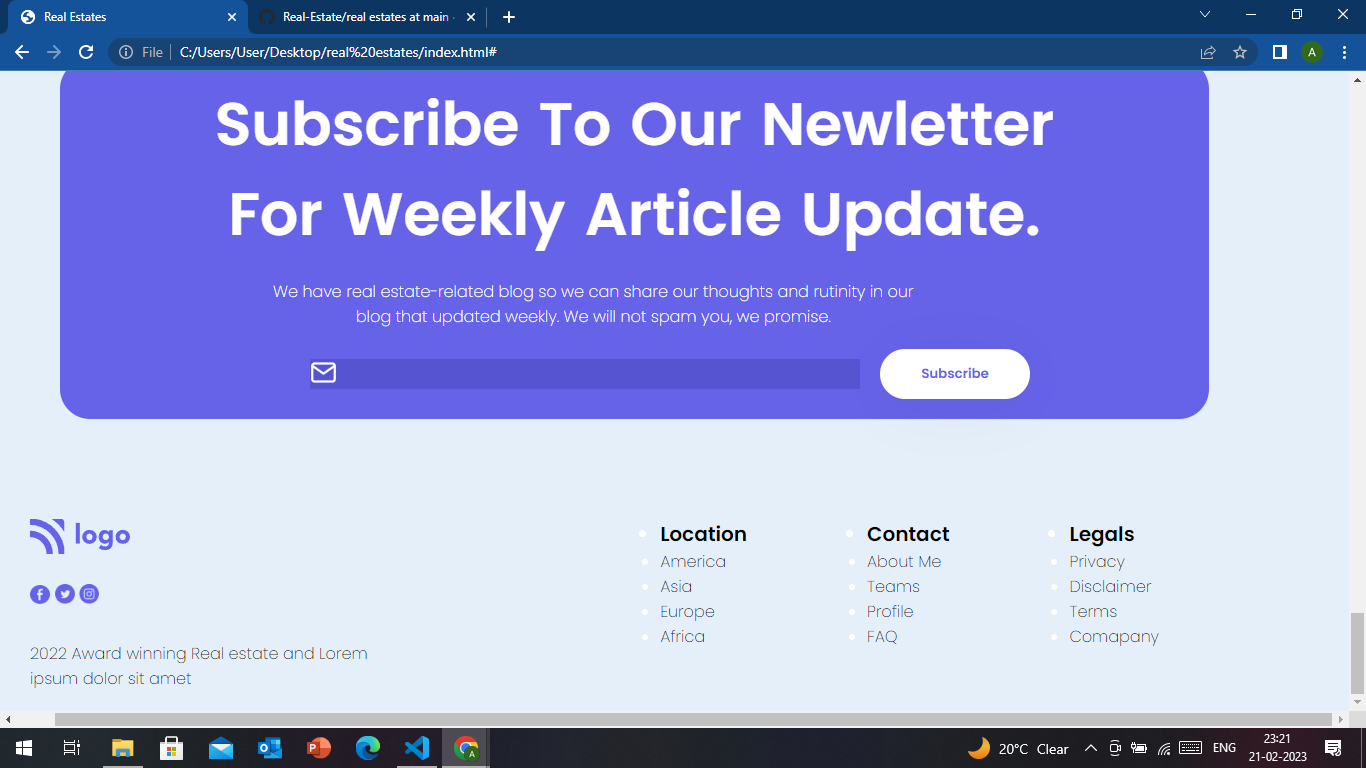 Real Estates
Real-Estate/real estates at main
File
C:/Users/User/Desktop/real%20estates/index.html#
A
Subscribe To Our Newletter
For Weekly Article Update.
We have real estate-related blog so we can share our thoughts and rutinity in our
blog that updated weekly. We will not spam you, we promise.
Subscribe
logo
2022 Award winning Real estate and Lorem
ipsum dolor sit amet
Location
America
Asia
Europe
Africa
Contact
About Me
Teams
Profile
FAQ
Legals
Privacy
Disclaimer
Terms
Comapany
20°C Clear
ENG
23:21
21-02-2023